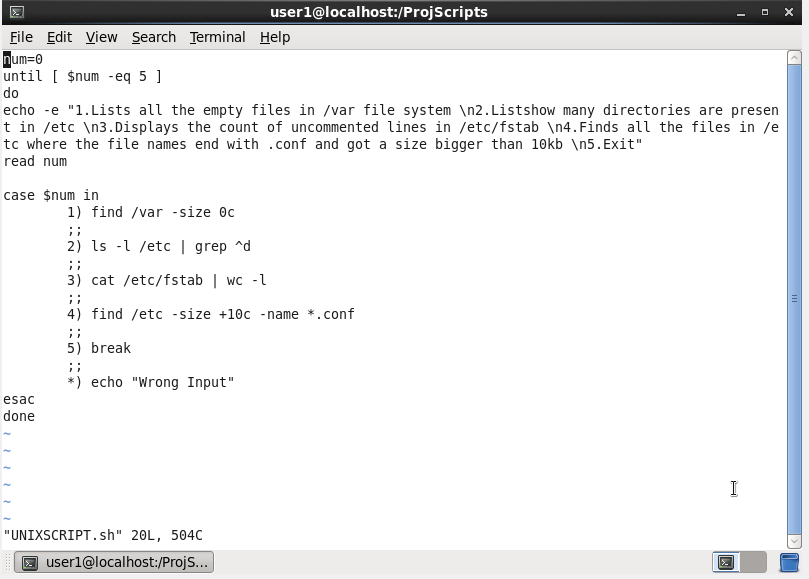 user1@localhost:/ProjScripts
File Edit View Search Terminal Help
num=0
until [ $num -eq 5 ]
do
echo -e "1.Lists all the empty files in /var file system \n2.Listshow many directories are presen
t in /etc \n3.Displays the count of uncommented lines in /etc/fstab \n4.Finds all the files in /e
tc where the file names end with .conf and got a size bigger than 10kb \n5.Exit"
read num
case $num in
1) find /var -size 0c
;;
2) ls -l /etc | grep ^d
;;
3) cat /etc/fstab | wc -l
;;
4) find /etc -size +10c -name *.conf
;;
5) break
;;
*) echo "Wrong Input"
esac
done
~
~
~
~
~
~
"UNIXSCRIPT.sh" 20L, 504C
user1@localhost:/ProjS...